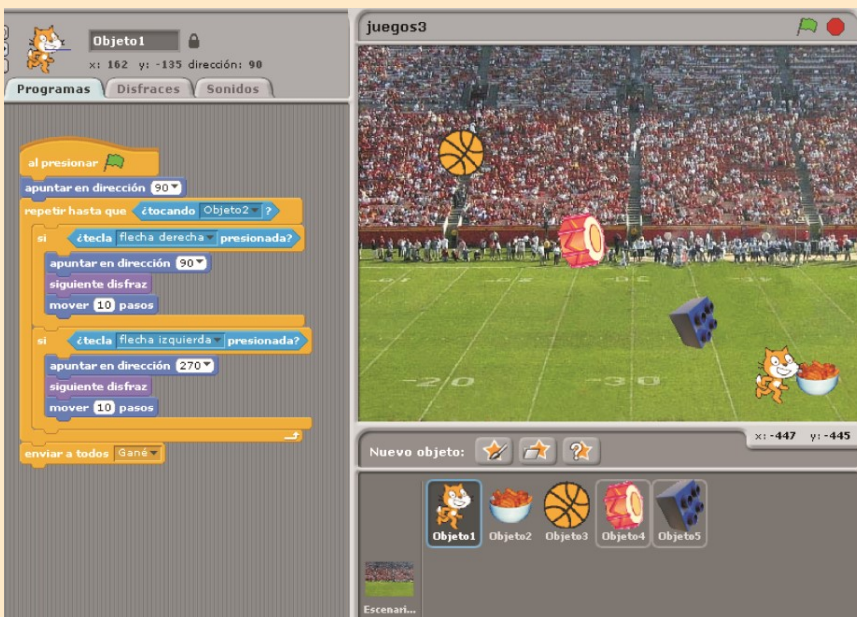 Objeto1
x: 162 y: -135 dirección: 90
Programas Disfraces Sonidos
al presionar
apuntar en dirección 90
repetir hasta que ¿tocando Objeto2 ?
si ¿tecla flecha derecha presionada?
apuntar en dirección 90
siguiente disfraz
mover 10 pasos
si ¿tecla flecha izquierda presionada?
apuntar en dirección 270
siguiente disfraz
mover 10 pasos
enviar a todos Gané
juegos3
-20 -30
x: -447 y: -445
Nuevo objeto:
Objeto1 Objeto2 Objeto3 Objeto4 Objeto5
Escenari...